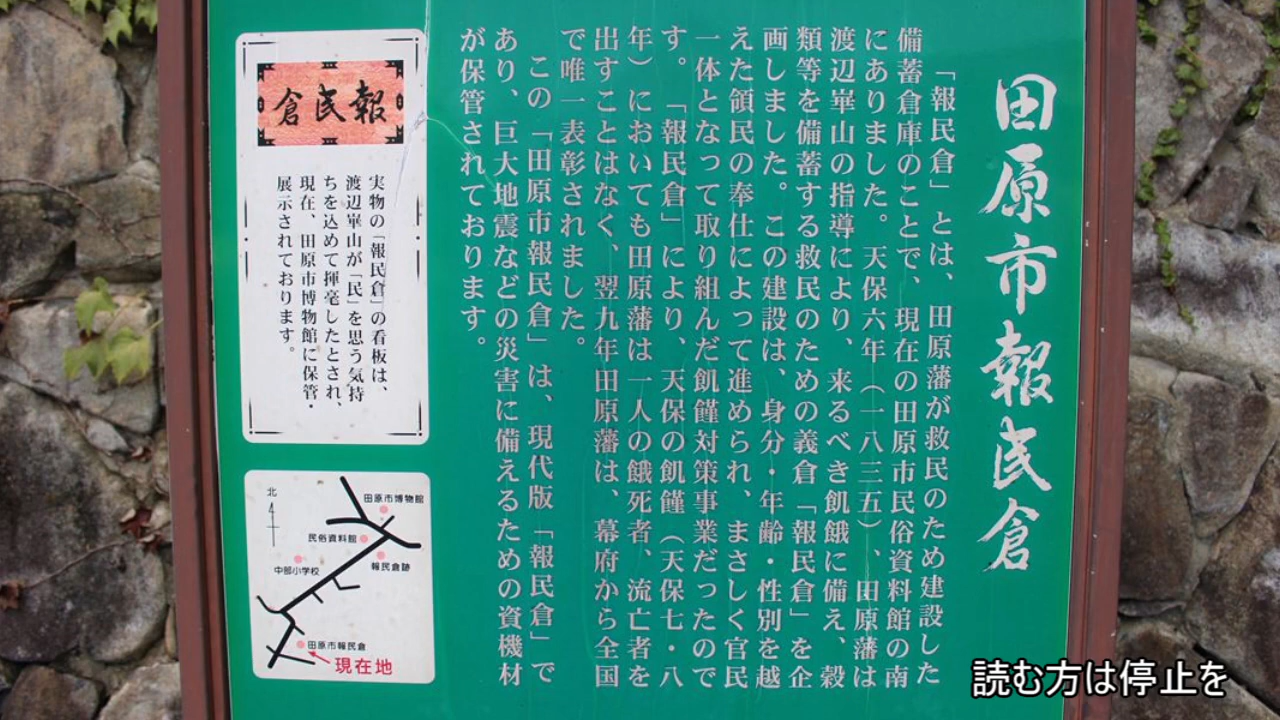 田原市報民倉
「報民倉」とは、田原藩が救民のため建設した
備蓄倉庫のことで、現在の田原市民俗資料館の南
にありました。天保六年（一八三五）、田原藩は
渡辺崋山の指導により、来るべき飢餓に備え、穀
類等を備蓄する救民のための義倉「報民倉」を企
画しました。この建設は、身分・年齢・性別を越
えた領民の奉仕によって進められ、まさしく官民
一体となって取り組んだ飢饉対策事業だったので
す。「報民倉」により、天保の飢饉（天保七・八
年）においても田原藩は一人の餓死者、流亡者を
出すことはなく、翌九年田原藩は、幕府から全国
で唯一表彰されました。
この「田原市報民倉」は、現代版「報民倉」で
あり、巨大地震などの災害に備えるための資機材
が保管されております。
報民倉
実物の「報民倉」の看板は、
渡辺崋山が「民」を思う気持
ちを込めて揮毫したとされ、
現在、田原市博物館に保管・
展示されております。
北
田原市博物館
民俗資料館
報民倉跡
中部小学校
田原市報民倉
現在地
読む方は停止を